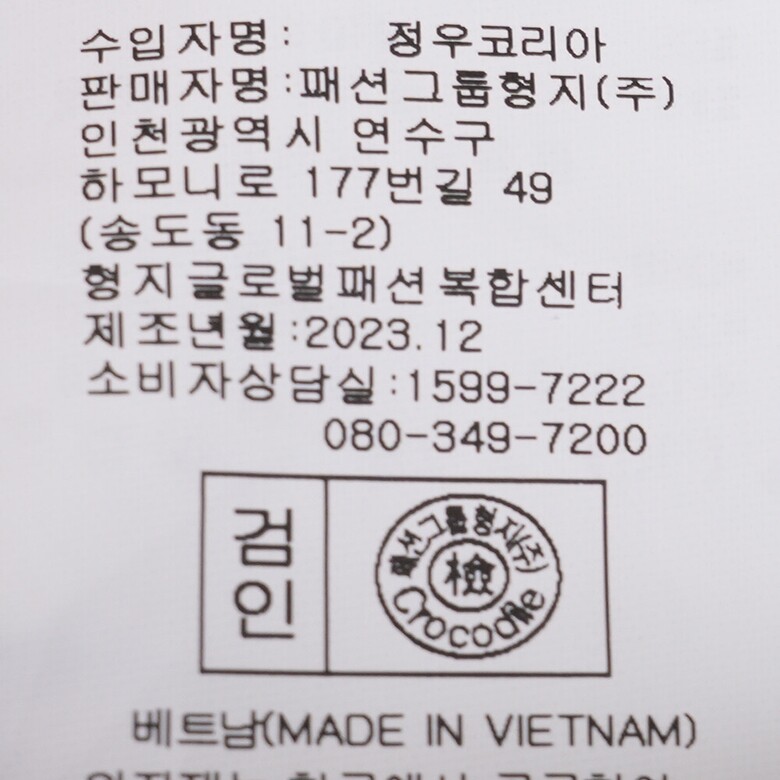 수입자명: 정우코리아
판매자명:패션그룹형지(주)
인천광역시 연수구
하모니로 177번길 49
(송도동 11-2)
형지글로벌패션복합센터
제조년월:2023.12
소비자상담실:1599-7222
080-349-7200
검인
패션그룹형지(주)
檢
Crocodile
베트남(MADE IN VIETNAM)